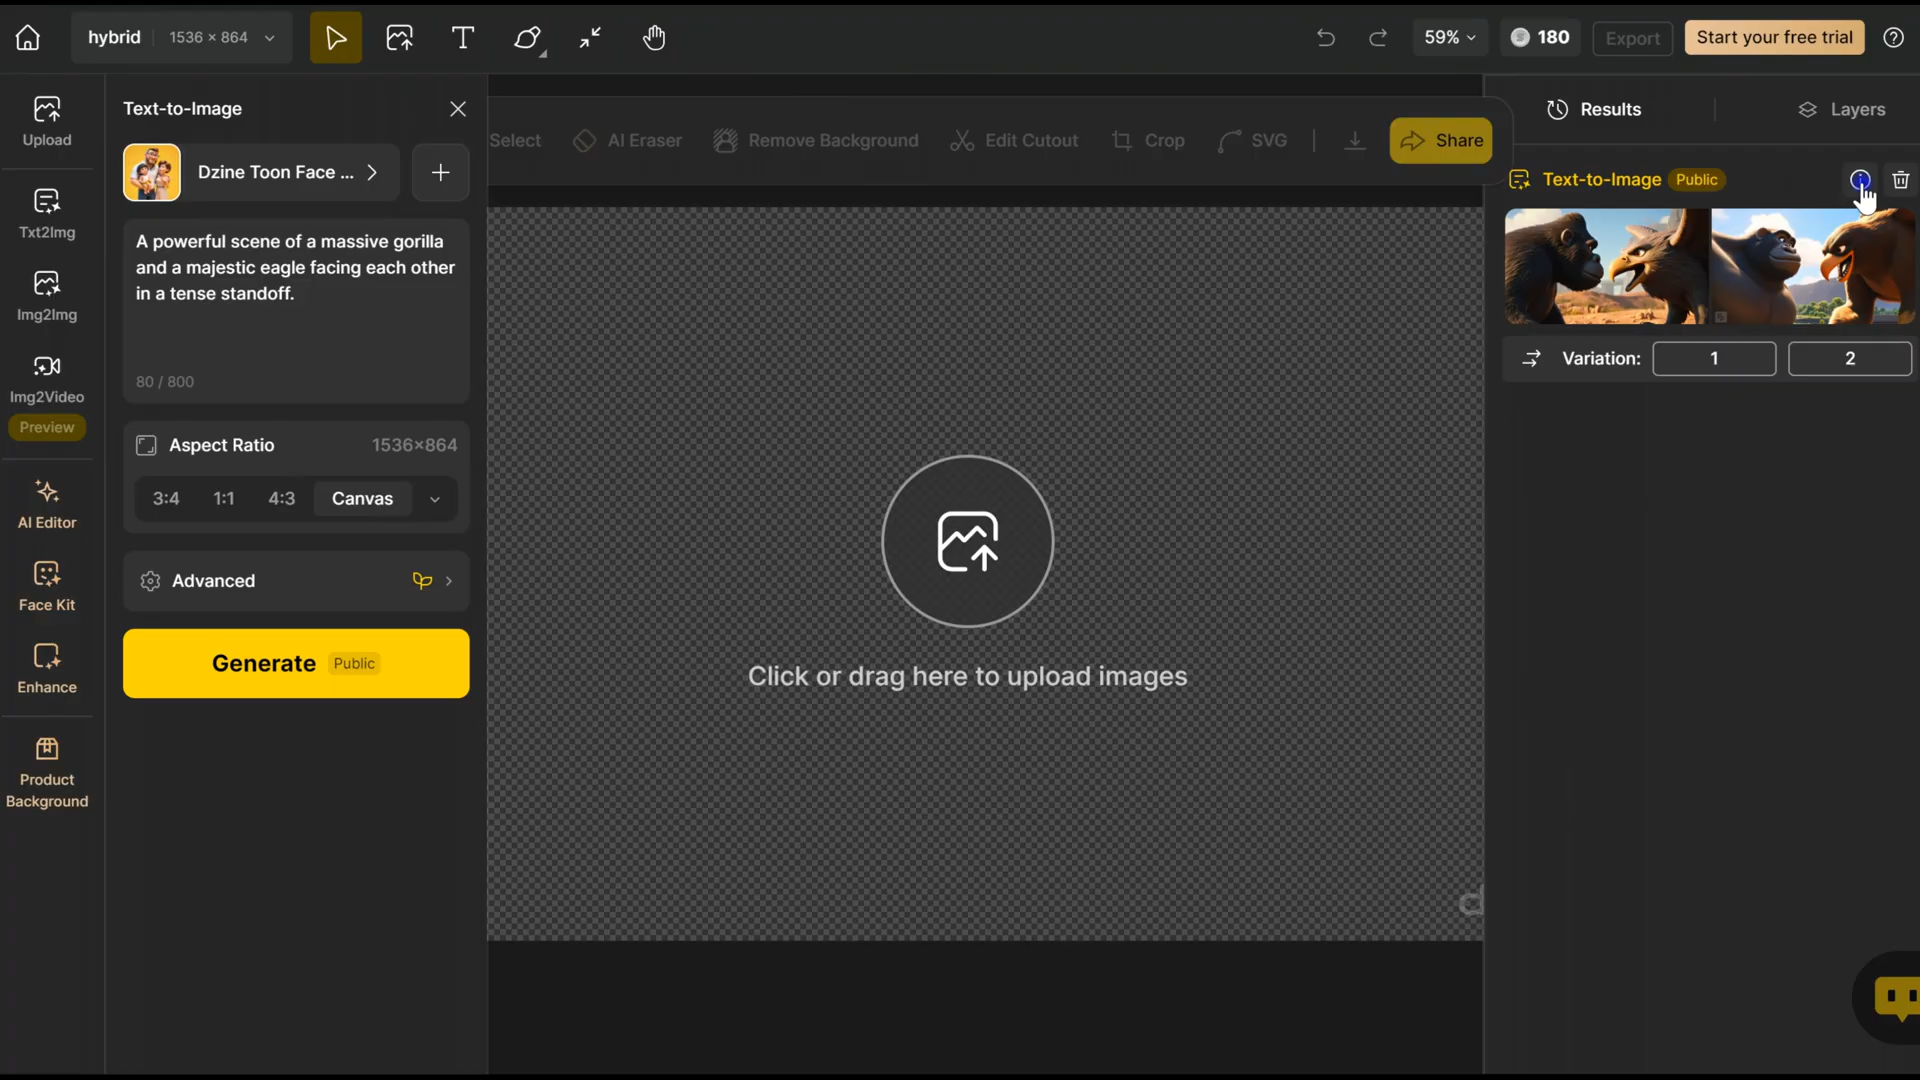 hybrid 1536 × 864
59%
180
Export
Start your free trial
Upload
Txt2Img
Img2Img
Img2Video
Preview
AI Editor
Face Kit
Enhance
Product
Background
Text-to-Image
Dzine Toon Face ...
A powerful scene of a massive gorilla
and a majestic eagle facing each other
in a tense standoff.
80 / 800
Aspect Ratio 1536×864
3:4 1:1 4:3 Canvas
Advanced
Generate Public
Select AI Eraser Remove Background Edit Cutout Crop SVG Share
Click or drag here to upload images
Results Layers
Text-to-Image Public
Variation: 1 2